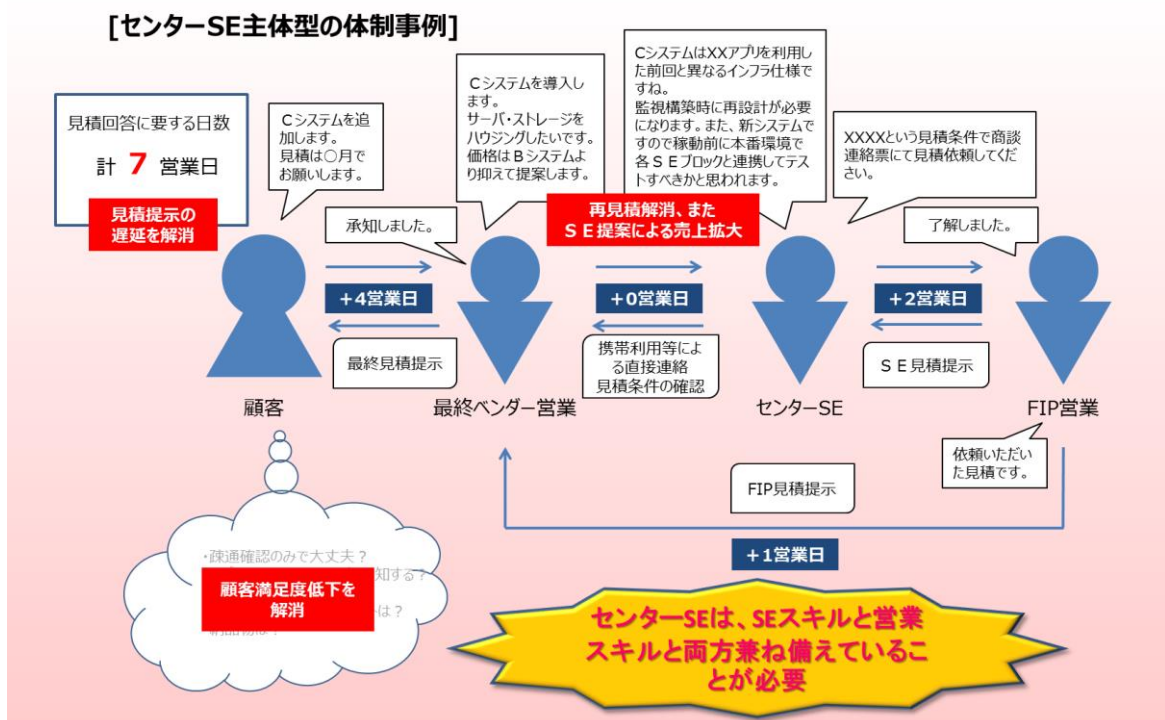 [センターSE主体型の体制事例]
見積回答に要する日数
計 7 営業日
見積提示の
遅延を解消
Cシステムを追
加します。
見積は○月で
お願いします。
承知しました。
Cシステムを導入し
ます。
サーバ・ストレージを
ハウジングしたいです。
価格はBシステムよ
り抑えて提案します。
CシステムはXXアプリを利用し
た前回と異なるインフラ仕様で
すね。
監視構築時に再設計が必要
になります。また、新システムで
すので稼動前に本番環境で
各SEブロックと連携してテス
トすべきかと思われます。
再見積解消、また
SE提案による売上拡大
XXXXという見積条件で商談
連絡票にて見積依頼してくだ
さい。
了解しました。
+4営業日
+0営業日
+2営業日
最終見積提示
携帯利用等によ
る直接連絡
見積条件の確認
SE見積提示
顧客
最終ベンダー営業
センターSE
FIP営業
依頼いただい
た見積です。
FIP見積提示
+1営業日
・疎通確認のみで大丈夫?
知する?
は?
顧客満足度低下を
解消
センターSEは、SEスキルと営業
スキルと両方兼ね備えているこ
とが必要